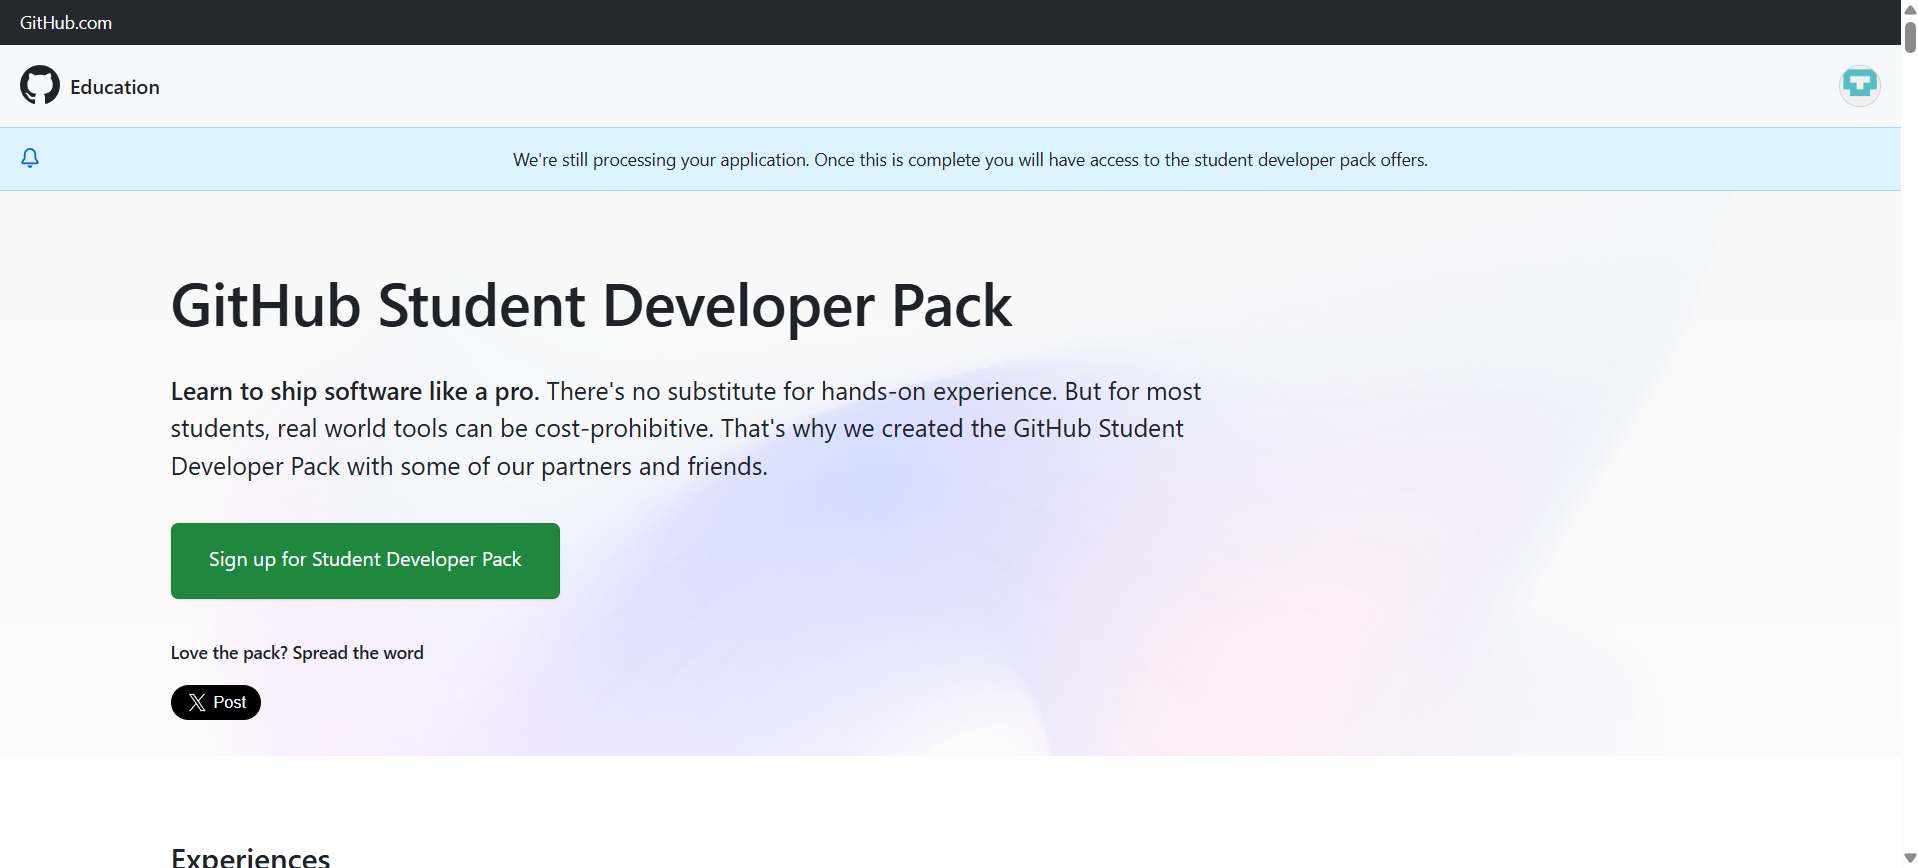 GitHub.com
Education
We're still processing your application. Once this is complete you will have access to the student developer pack offers.
GitHub Student Developer Pack
Learn to ship software like a pro. There's no substitute for hands-on experience. But for most
students, real world tools can be cost-prohibitive. That's why we created the GitHub Student
Developer Pack with some of our partners and friends.
Sign up for Student Developer Pack
Love the pack? Spread the word
X Post
Experiences